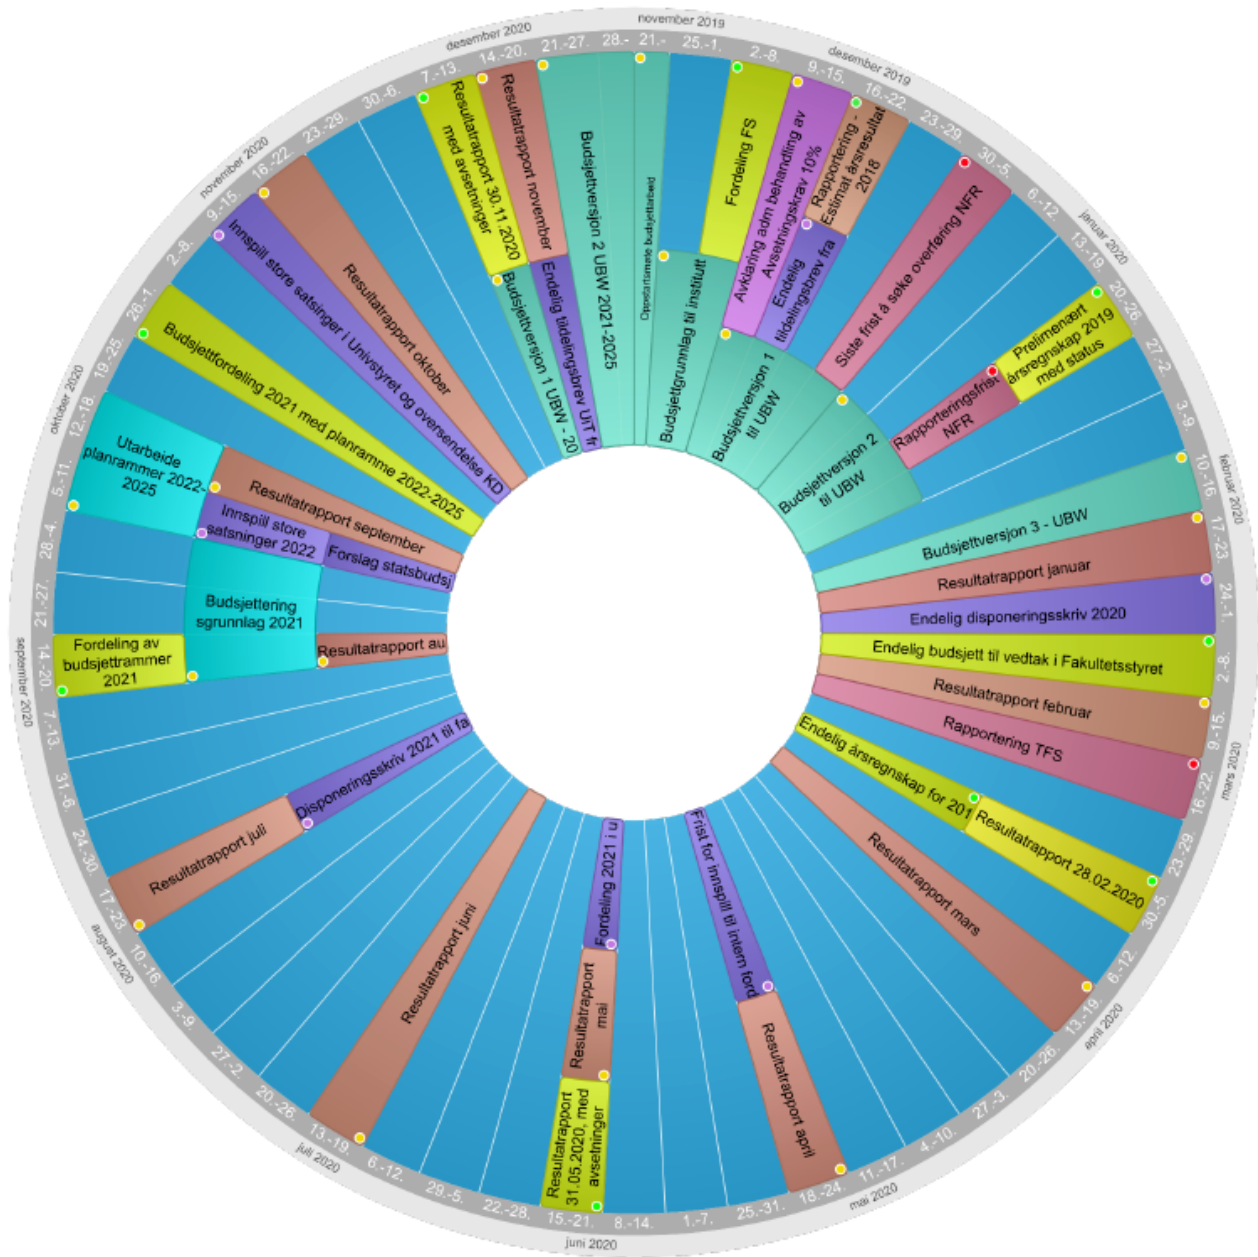 november 2019
desember 2019
januar 2020
februar 2020
mars 2020
april 2020
mai 2020
juni 2020
juli 2020
august 2020
september 2020
oktober 2020
november 2020
desember 2020
21.-
25.-1.
2.-8.
9.-15.
16.-22.
23.-29.
30.-5.
6.-12.
13.-19.
20.-26.
27.-2.
3.-9.
10.-16.
17.-23.
24.-1.
2.-8.
9.-15.
16.-22.
23.-29.
30.-5.
6.-12.
13.-19.
20.-26.
27.-3.
4.-10.
11.-17.
18.-24.
25.-31.
1.-7.
8.-14.
15.-21.
22.-28.
29.-5.
6.-12.
13.-19.
20.-26.
27.-2.
3.-9.
10.-16.
17.-23.
24.-30.
31.-6.
7.-13.
14.-20.
21.-27.
28.-4.
5.-11.
12.-18.
19.-25.
26.-1.
2.-8.
9.-15.
16.-22.
23.-29.
30.-6.
7.-13.
14.-20.
21.-27.
28.-
Oppstartsmøte budsjettarbeid
Budsjettgrunnlag til institutt
Fordeling FS
Avklaring adm behandling av
Avsetningskrav 10%
Rapportering -
Estimat årsresultat
2018
Endelig
tildelingsbrev fra
Budsjettversjon 1
til UBW
Siste frist å søke overføring NFR
Budsjettversjon 2
til UBW
Prelimenært
årsregnskap 2019
med status
Rapporteringsfrist
NFR
Budsjettversjon 3 - UBW
Resultatrapport januar
Endelig disponeringsskriv 2020
Endelig budsjett til vedtak i Fakultetsstyret
Resultatrapport februar
Rapportering TFS
Endelig årsregnskap for 201
Resultatrapport 28.02.2020
Resultatrapport mars
Frist for innspill til intern ford
Resultatrapport april
Fordeling 2021 i u
Resultatrapport
mai
Resultatrapport
31.05.2020, med
avsetninger
Resultatrapport juni
Disponeringsskriv 2021 til fa
Resultatrapport juli
Resultatrapport au
Budsjettering
sgrunnlag 2021
Fordeling av
budsjettrammer
2021
Forslag statsbudsj
Innspill store
satsninger 2022
Resultatrapport september
Utarbeide
planrammer 2022-
2025
Budsjettfordeling 2021 med planramme 2022-2025
Innspill store satsinger i Univstyret og oversendelse KD
Resultatrapport oktober
Resultatrapport 30.11.2020
med avsetninger
Budsjettversjon 1 UBW - 20
Resultatrapport november
Endelig tildelingsbrev UiT fr
Budsjettversjon 2 UBW 2021-2025